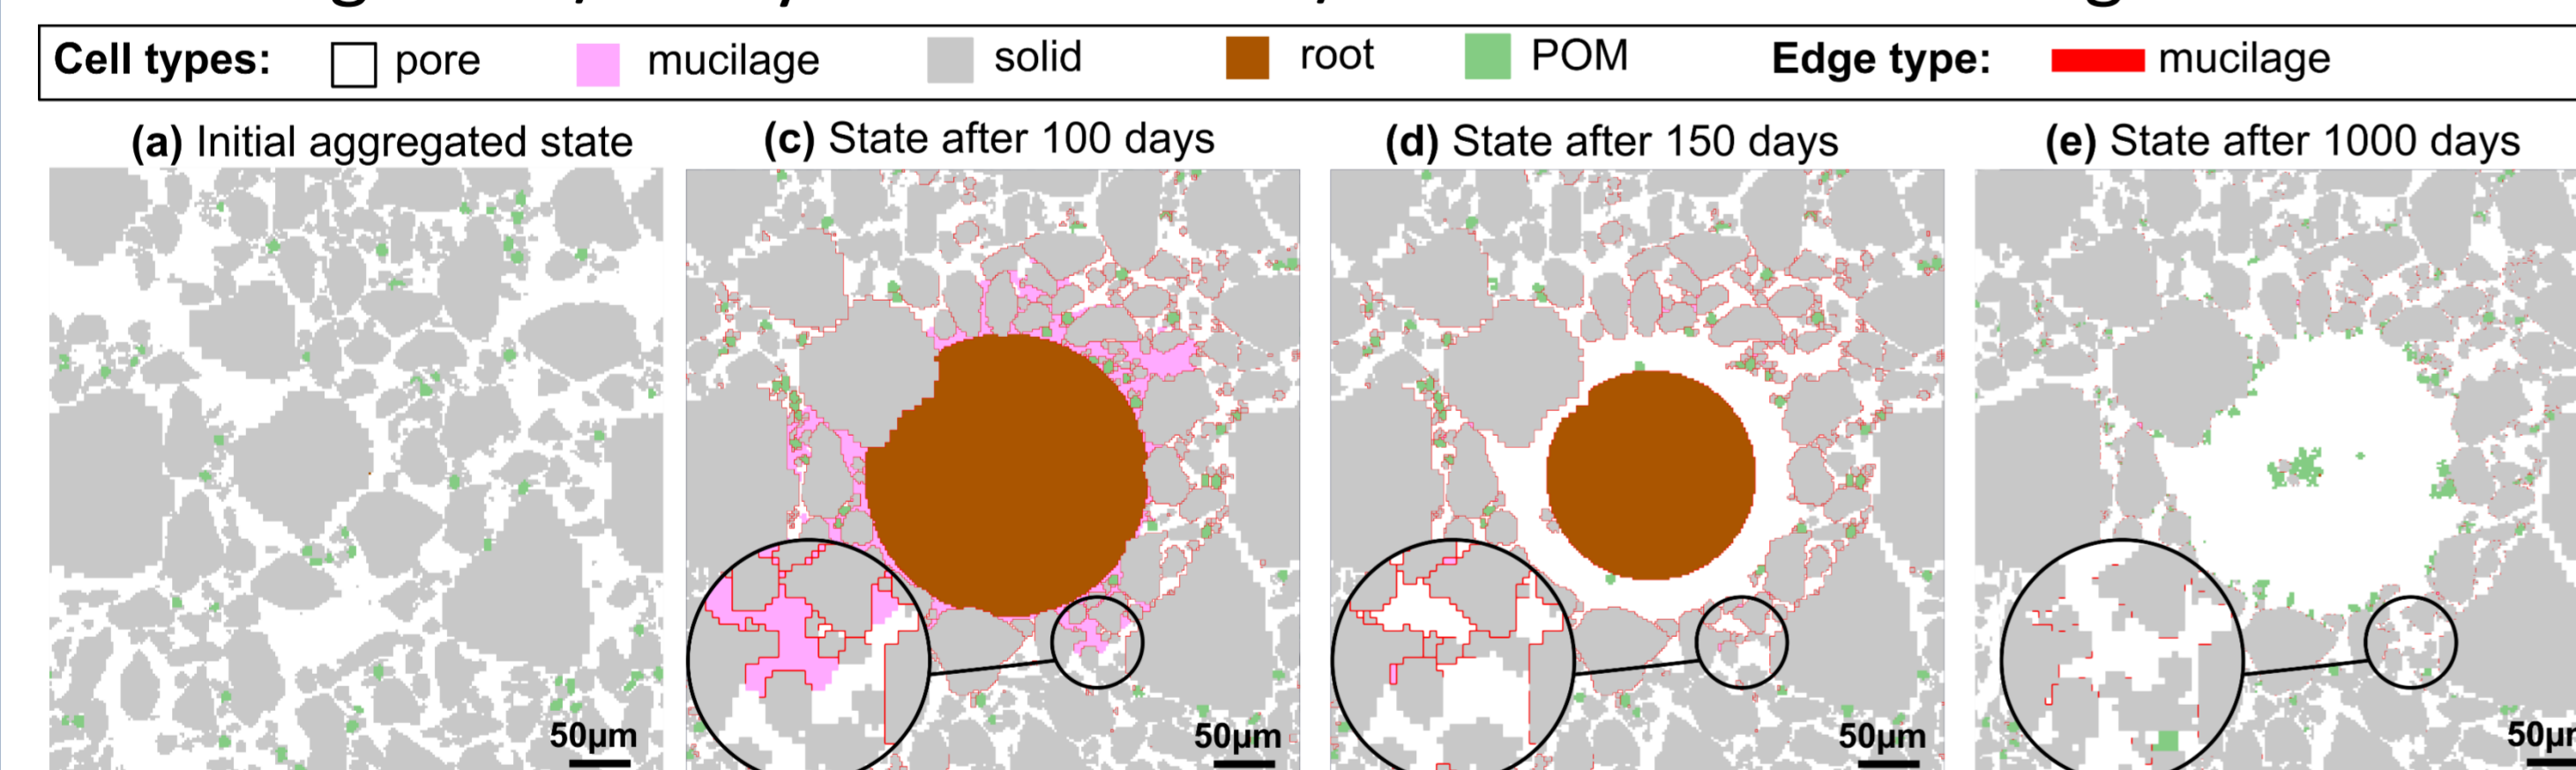 Cell types: pore mucilage solid root POM Edge type: mucilage
(a) Initial aggregated state
(c) State after 100 days
(d) State after 150 days
(e) State after 1000 days
50µm
50µm
50µm